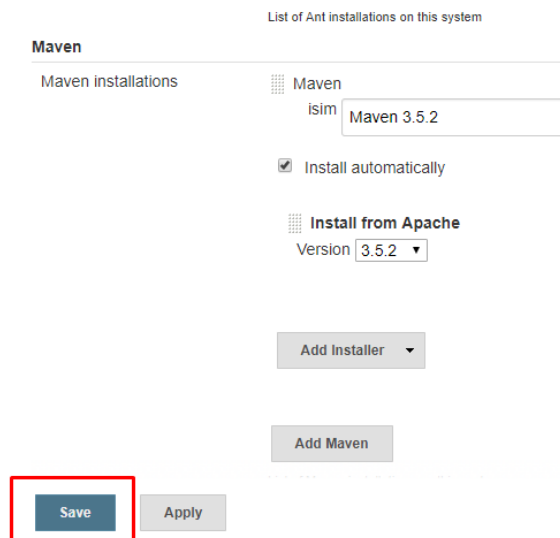 List of Ant installations on this system
Maven
Maven installations
Maven
isim
Maven 3.5.2
Install automatically
Install from Apache
Version 3.5.2
Add Installer
Add Maven
Save
Apply